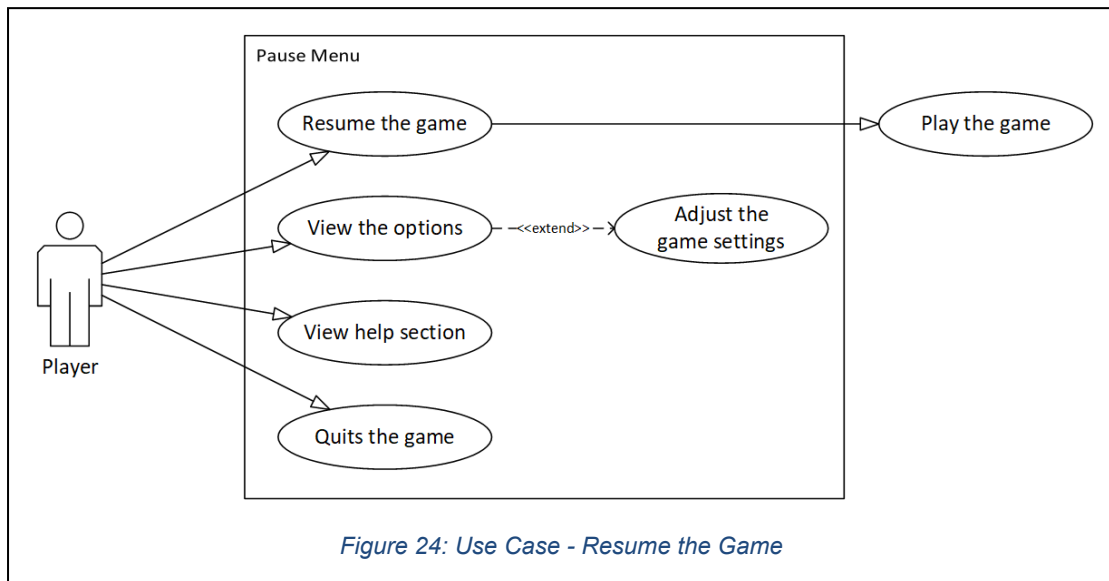 Pause Menu
Resume the game
Play the game
View the options
<<extend>>
Adjust the
game settings
View help section
Player
Quits the game
Figure 24: Use Case - Resume the Game